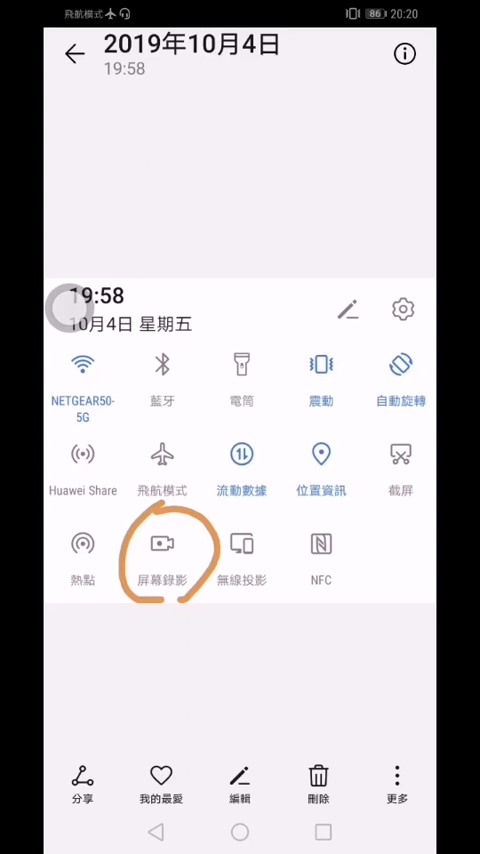 飛航模式
86 20:20
2019年10月4日
19:58
19:58
10月4日 星期五
NETGEAR50-5G
藍牙
電筒
震動
自動旋轉
Huawei Share
飛航模式
流動數據
位置資訊
截屏
熱點
屏幕錄影
無線投影
NFC
分享
我的最愛
編輯
刪除
更多